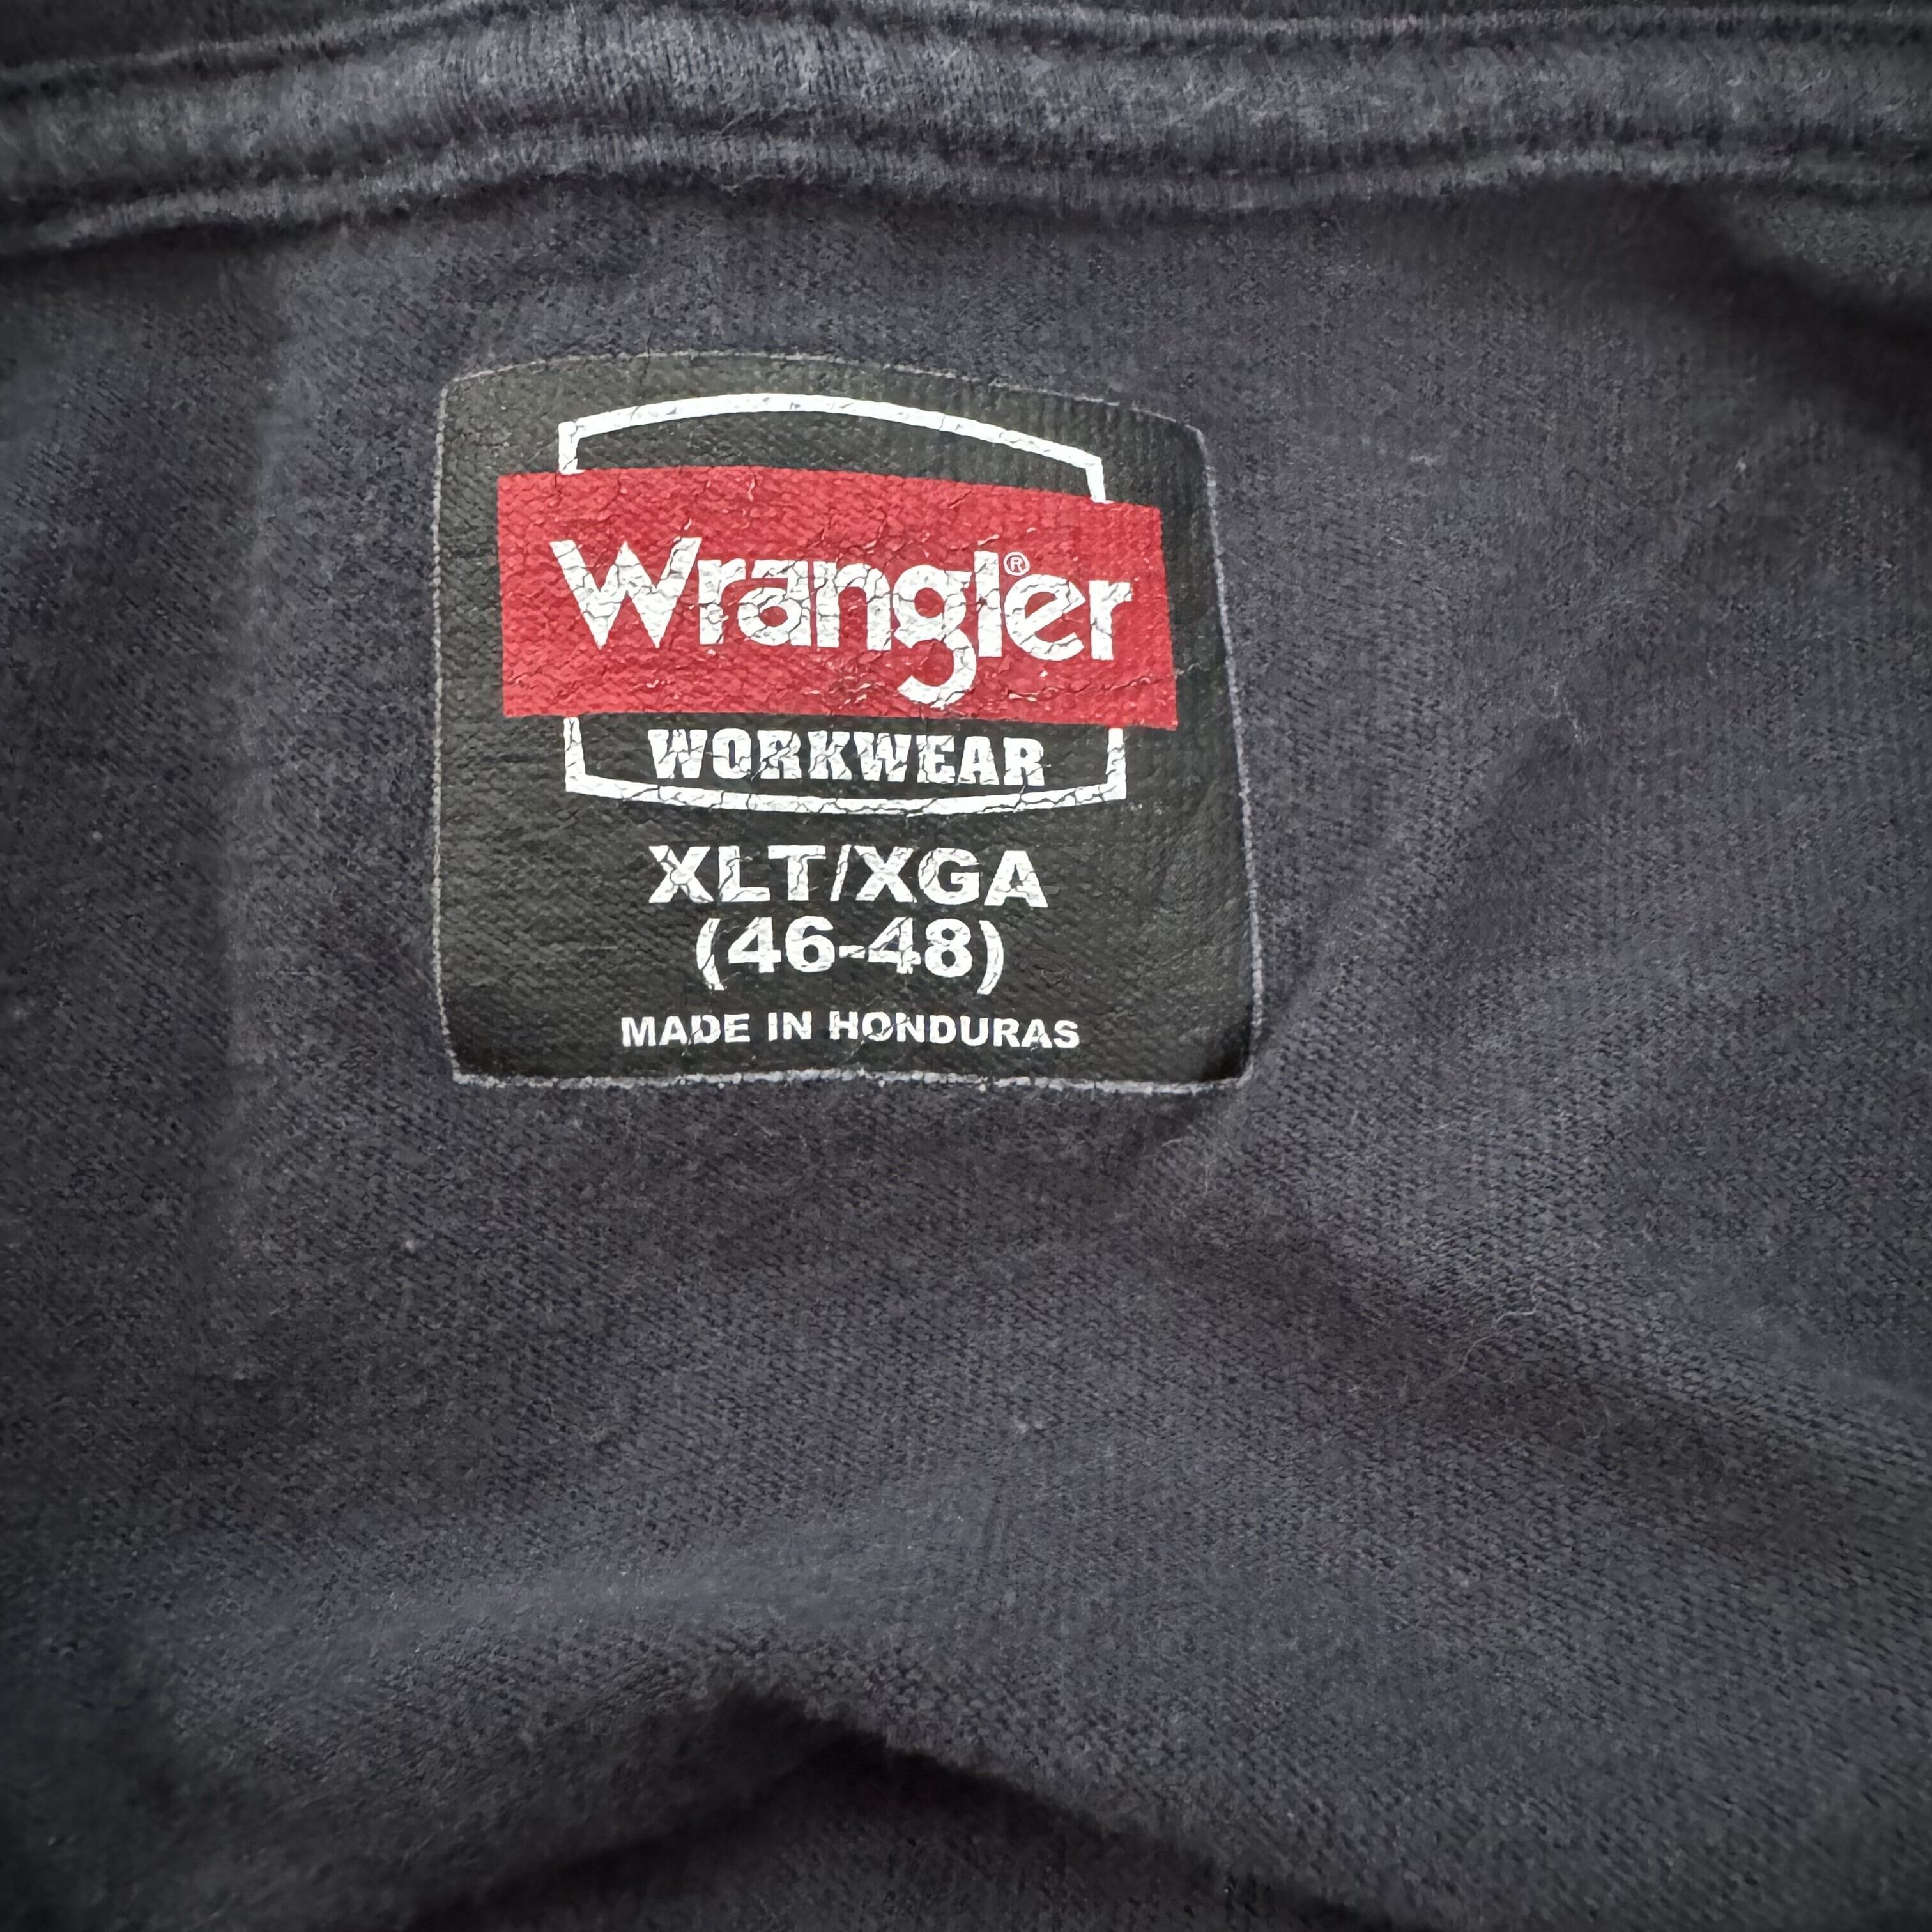 Wrangler®
WORKWEAR
XLT/XGA
(46-48)
MADE IN HONDURAS